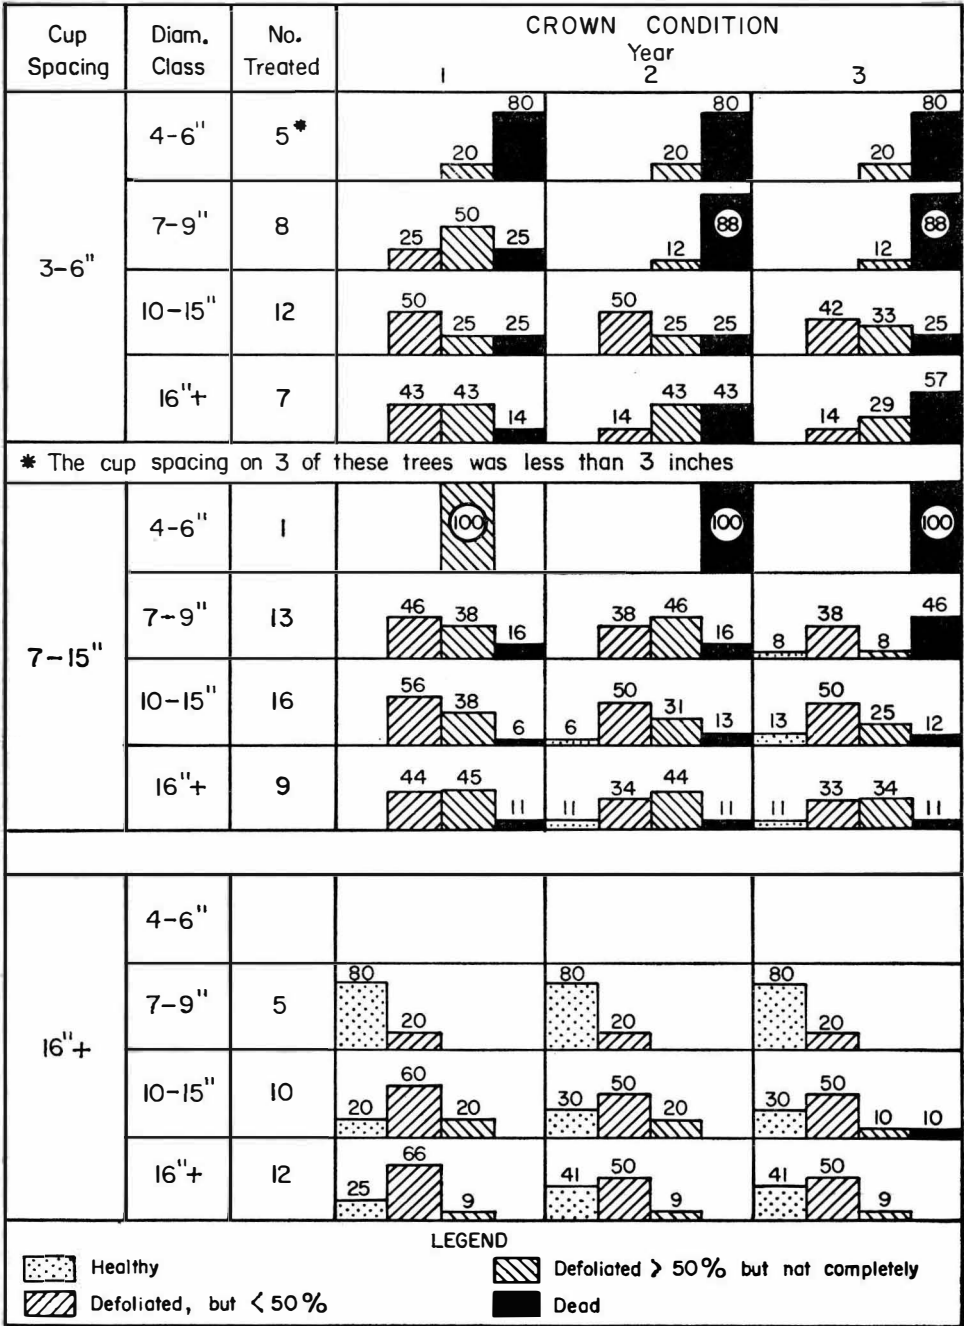 Cup Spacing Diam. Class No. Treated CROWN CONDITION
Year
1 2 3
3-6"
4-6" 5* 20 80 20 80 20 80
7-9" 8 25 50 25 12 88 12 88
10-15" 12 50 25 25 50 25 25 42 33 25
16"+ 7 43 43 14 14 43 43 14 29 57
* The cup spacing on 3 of these trees was less than 3 inches
7-15"
4-6" 1 100 100 100
7-9" 13 46 38 16 38 46 16 8 38 8 46
10-15" 16 56 38 6 6 50 31 13 13 50 25 12
16"+ 9 44 45 11 11 34 44 11 11 33 34 11
16"+
4-6"
7-9" 5 80 20 80 20 80 20
10-15" 10 20 60 20 30 50 20 30 50 10 10
16"+ 12 25 66 9 41 50 9 41 50 9
LEGEND
Healthy
Defoliated > 50% but not completely
Defoliated, but < 50%
Dead